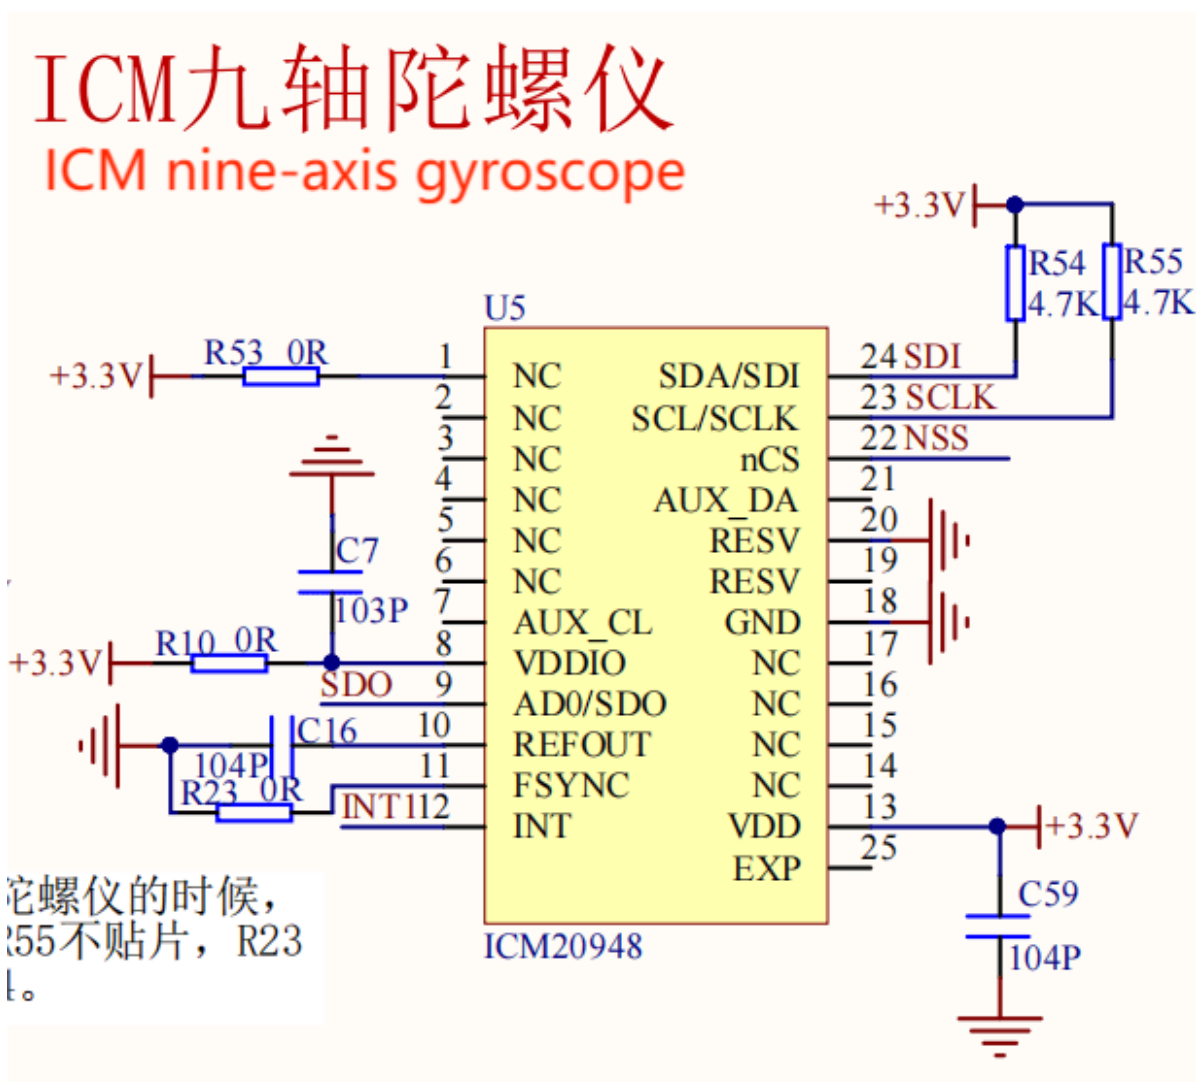 ICM九轴陀螺仪
ICM nine-axis gyroscope
+3.3V
R54
4.7K
R55
4.7K
U5
+3.3V
R53 0R
1
NC
SDA/SDI
24
SDI
2
NC
SCL/SCLK
23
SCLK
3
NC
nCS
22
NSS
4
NC
AUX_DA
21
5
NC
RESV
20
6
NC
RESV
19
7
AUX_CL
GND
18
C7
103P
+3.3V
R10 0R
8
VDDIO
NC
17
SDO
9
AD0/SDO
NC
16
C16
104P
10
REFOUT
NC
15
R23 0R
11
FSYNC
NC
14
INT1
12
INT
VDD
13
+3.3V
EXP
25
C59
104P
ICM20948
陀螺仪的时候，
R55不贴片，R23
。